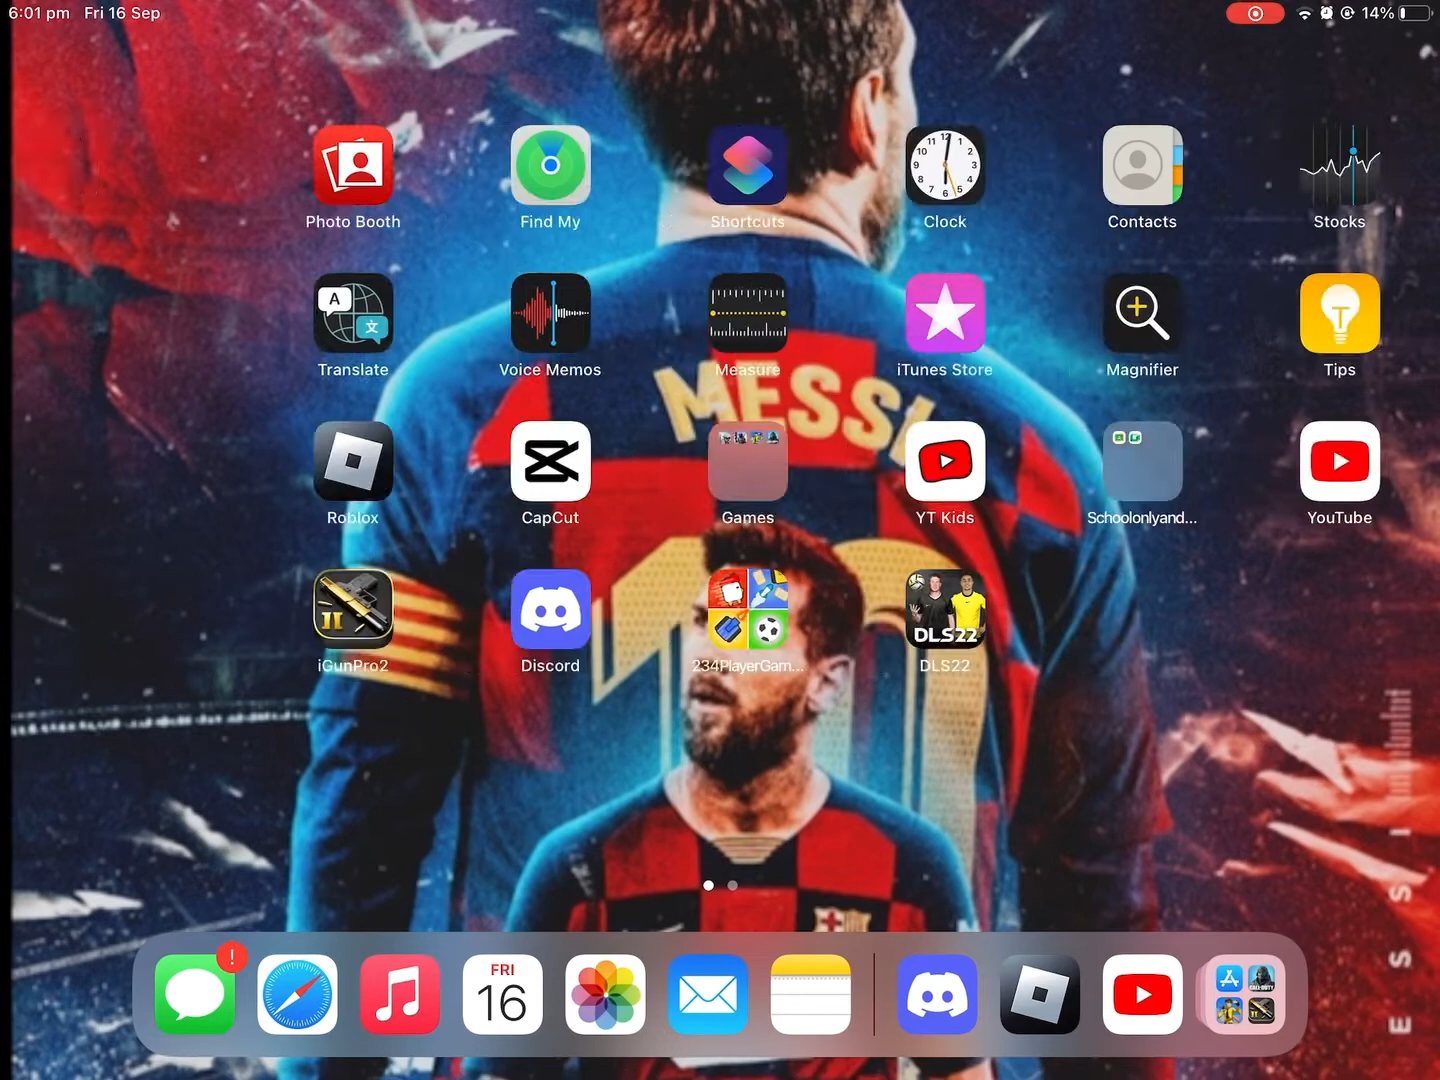 6:01 pm Fri 16 Sep
14%
Photo Booth
Find My
Shortcuts
Clock
Contacts
Stocks
Translate
Voice Memos
Measure
iTunes Store
Magnifier
Tips
MESSI
Roblox
CapCut
Games
YT Kids
Schoolonlyand...
YouTube
iGunPro2
Discord
234PlayerGam...
DLS22
DLS22
10
FRI
16
E S S I